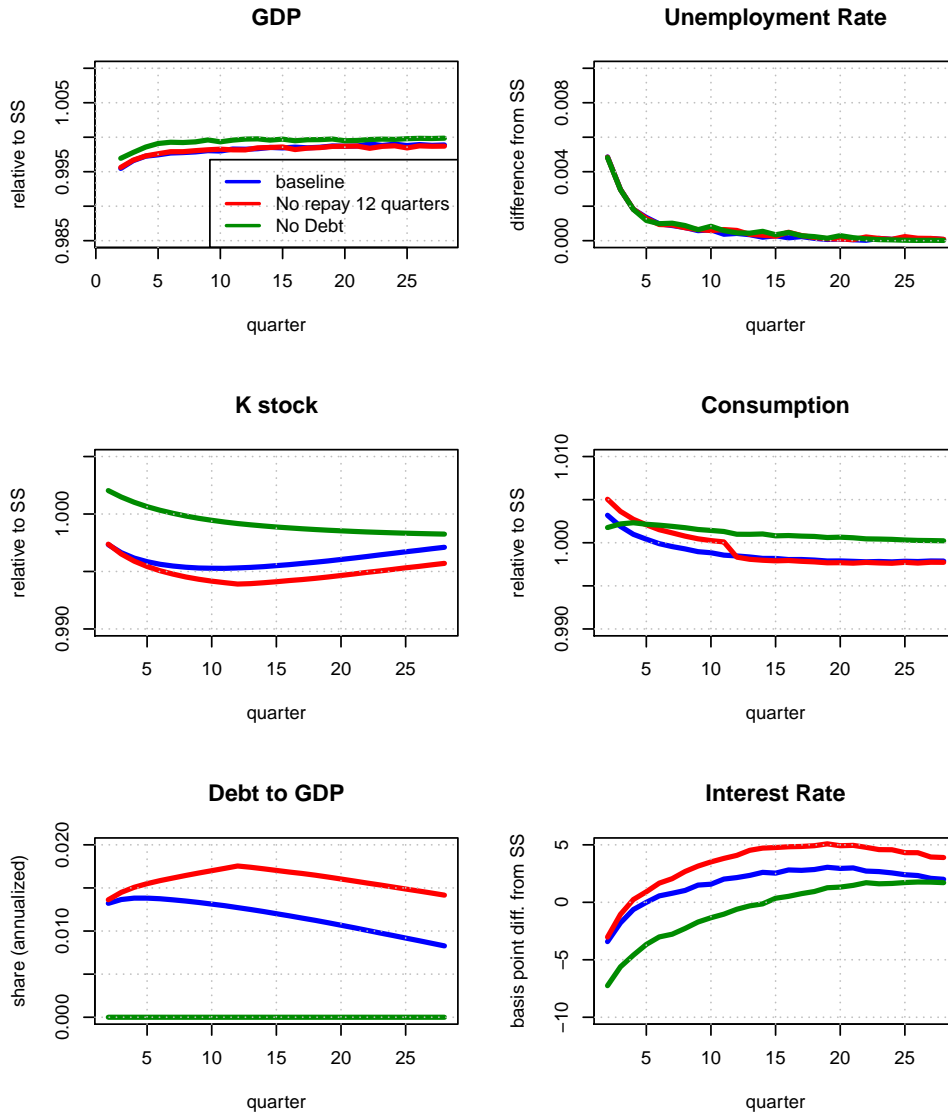 GDP
Unemployment Rate
relative to SS
0.985
0.995
1.005
baseline
No repay 12 quarters
No Debt
0
5
10
15
20
25
quarter
difference from SS
0.000
0.004
0.008
5
10
15
20
25
quarter
K stock
Consumption
relative to SS
0.990
1.000
5
10
15
20
25
quarter
relative to SS
0.990
1.000
1.010
5
10
15
20
25
quarter
Debt to GDP
Interest Rate
share (annualized)
0.000
0.010
0.020
5
10
15
20
25
quarter
basis point diff. from SS
−10
−5
0
5
5
10
15
20
25
quarter